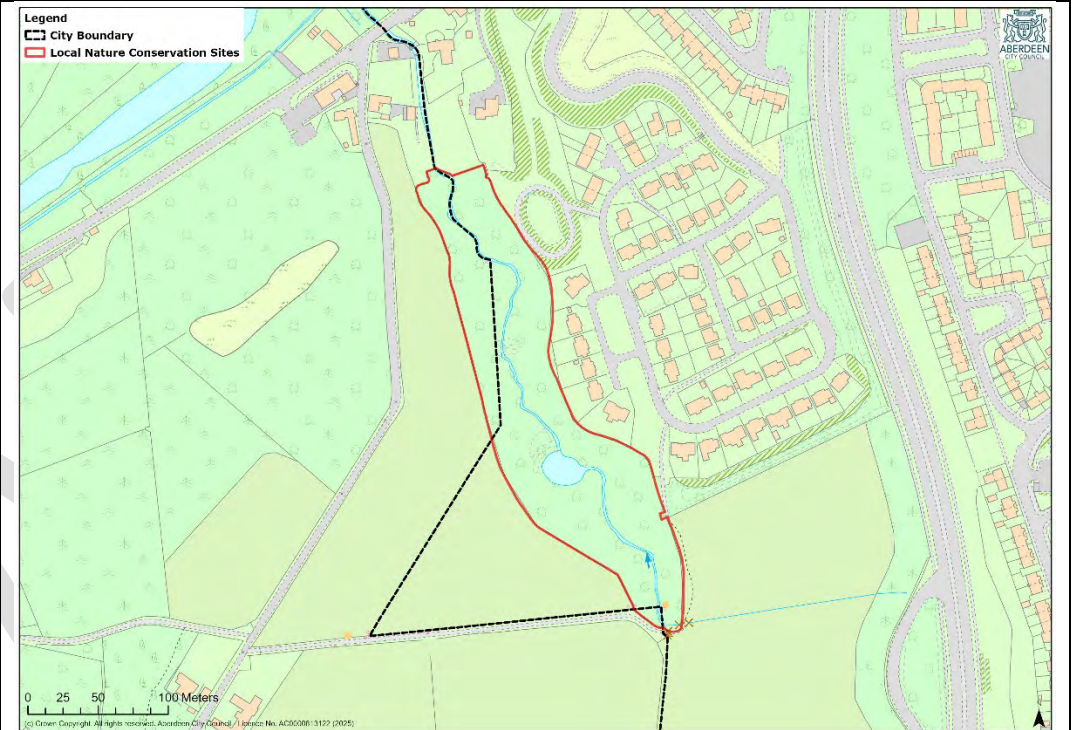 Legend
City Boundary
Local Nature Conservation Sites
ABERDEEN
CITY COUNCIL
0 25 50 100 Meters
(c) Crown Copyright. All rights reserved. Aberdeen City Council - Licence No. AC0000813122 (2025)